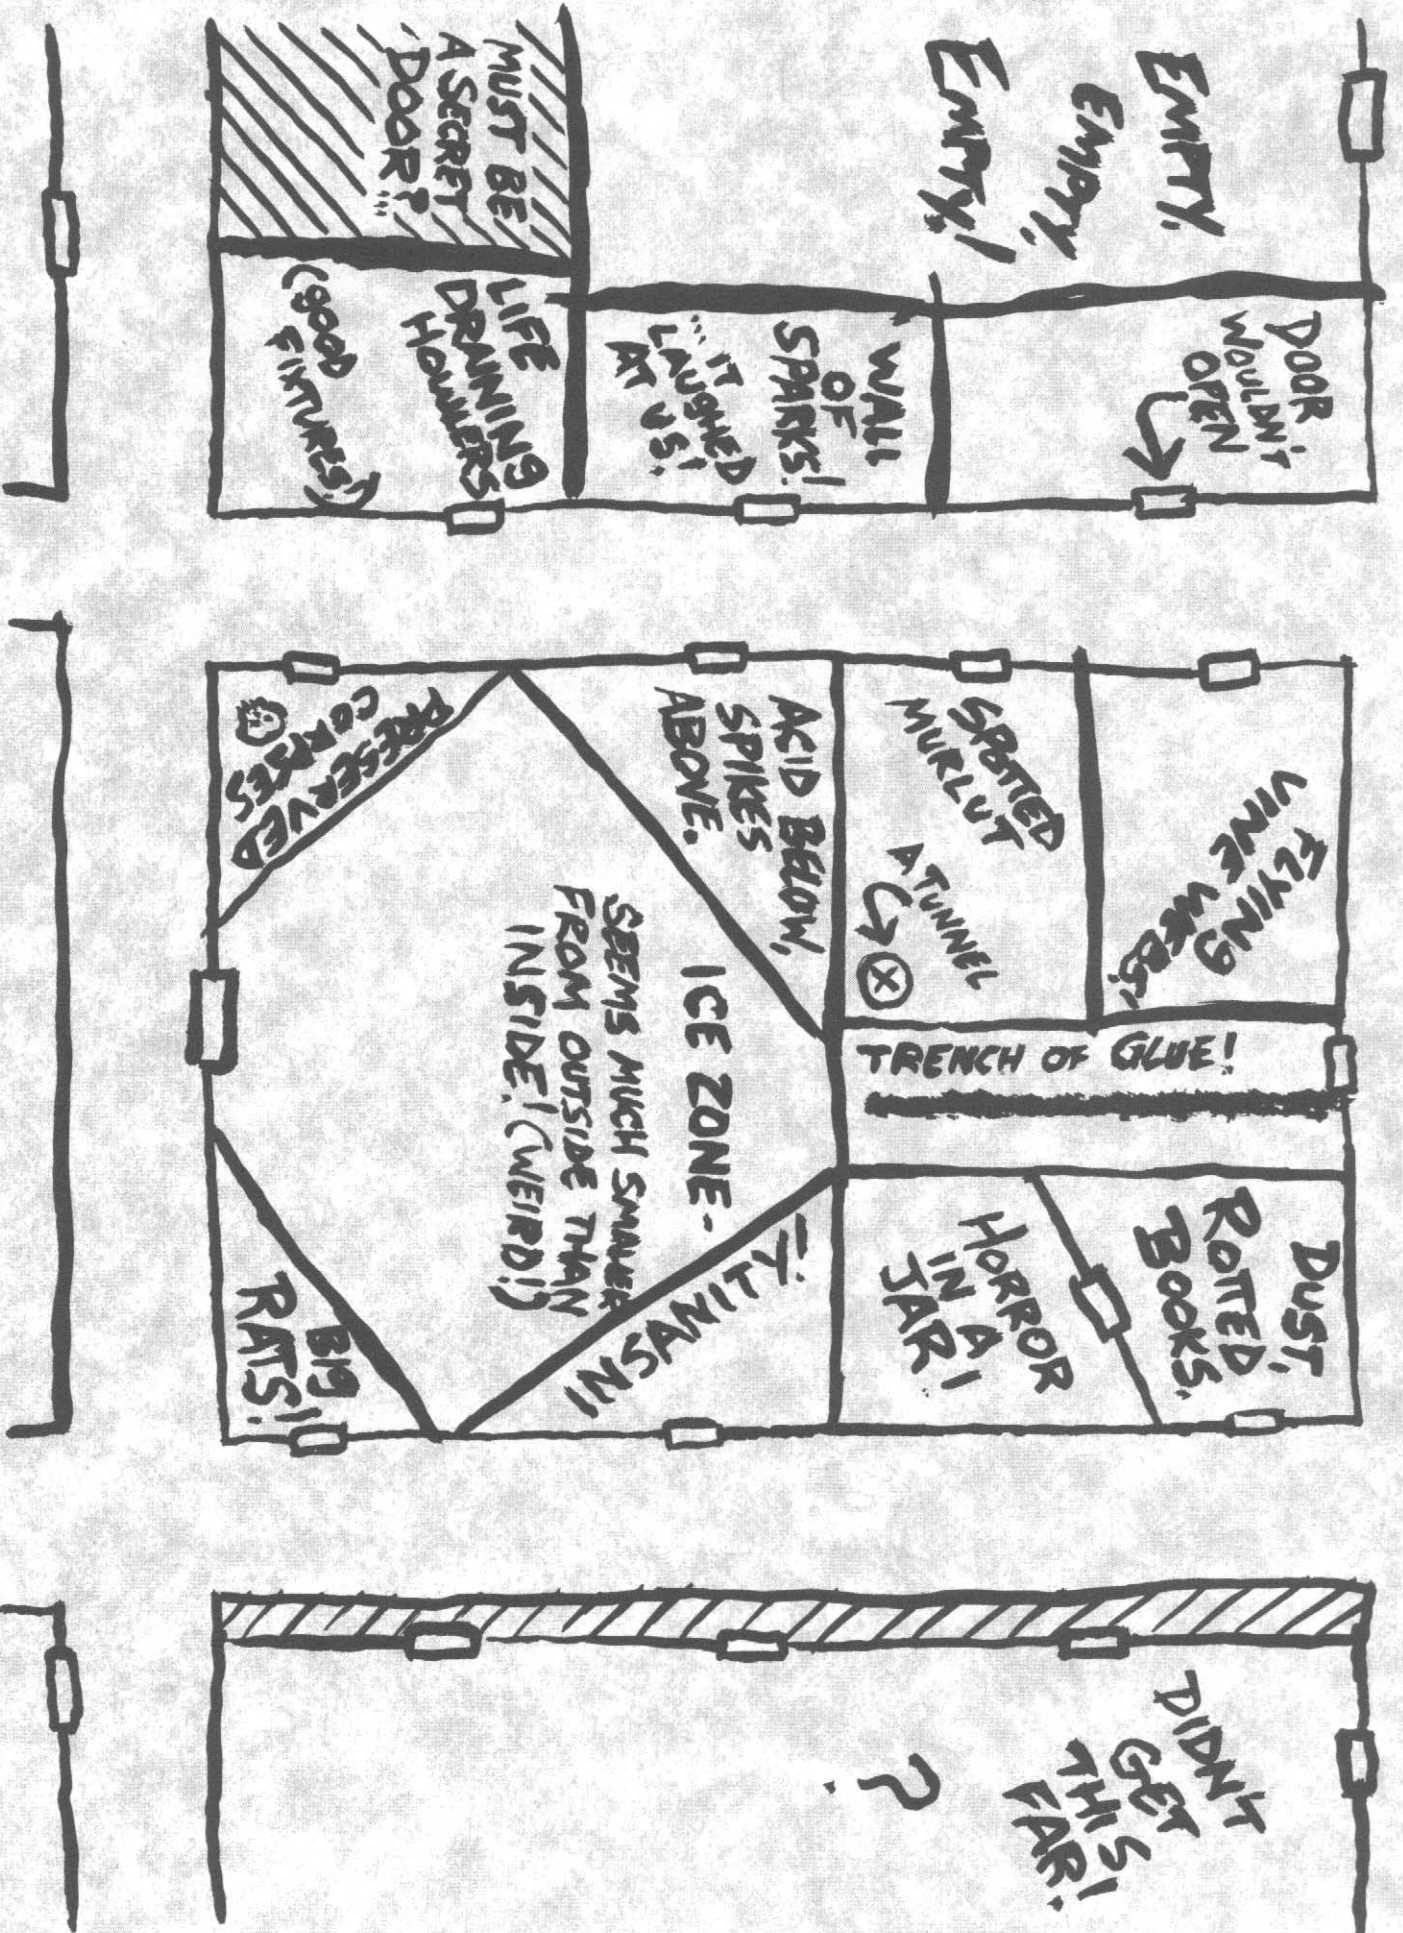 EMPTY.
EMPTY,
EMPTY!
DOOR
WOULDN'T
OPEN
WALL
OF
SPARKS!
...IT
LAUGHED
AT US!
MUST BE
A SECRET
DOOR?...
LIFE
DRAINING
HOWLERS
(GOOD
FIXTURES!)
FLYING
VINE WEBS!
SPOTTED
MURLUT
A TUNNEL
X
TRENCH OF GLUE!
DUST,
ROTTED
BOOKS.
HORROR
IN A
JAR!
ACID BELOW,
SPIKES
ABOVE.
ICE ZONE-
SEEMS MUCH SMALLER
FROM OUTSIDE THAN
INSIDE! (WEIRD!)
INSANITY!
PRESERVED
CORPSES
BIG
RATS!
DIDN'T
GET
THIS
FAR.
?